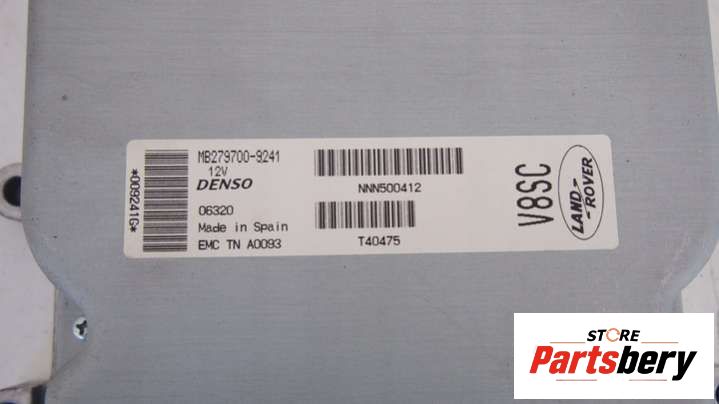 *009241G*
MB279700-9241
12V
DENSO
06320
Made in Spain
EMC TN A0093
NNN500412
T40475
V8SC
LAND-
-ROVER
STORE
Partsbery